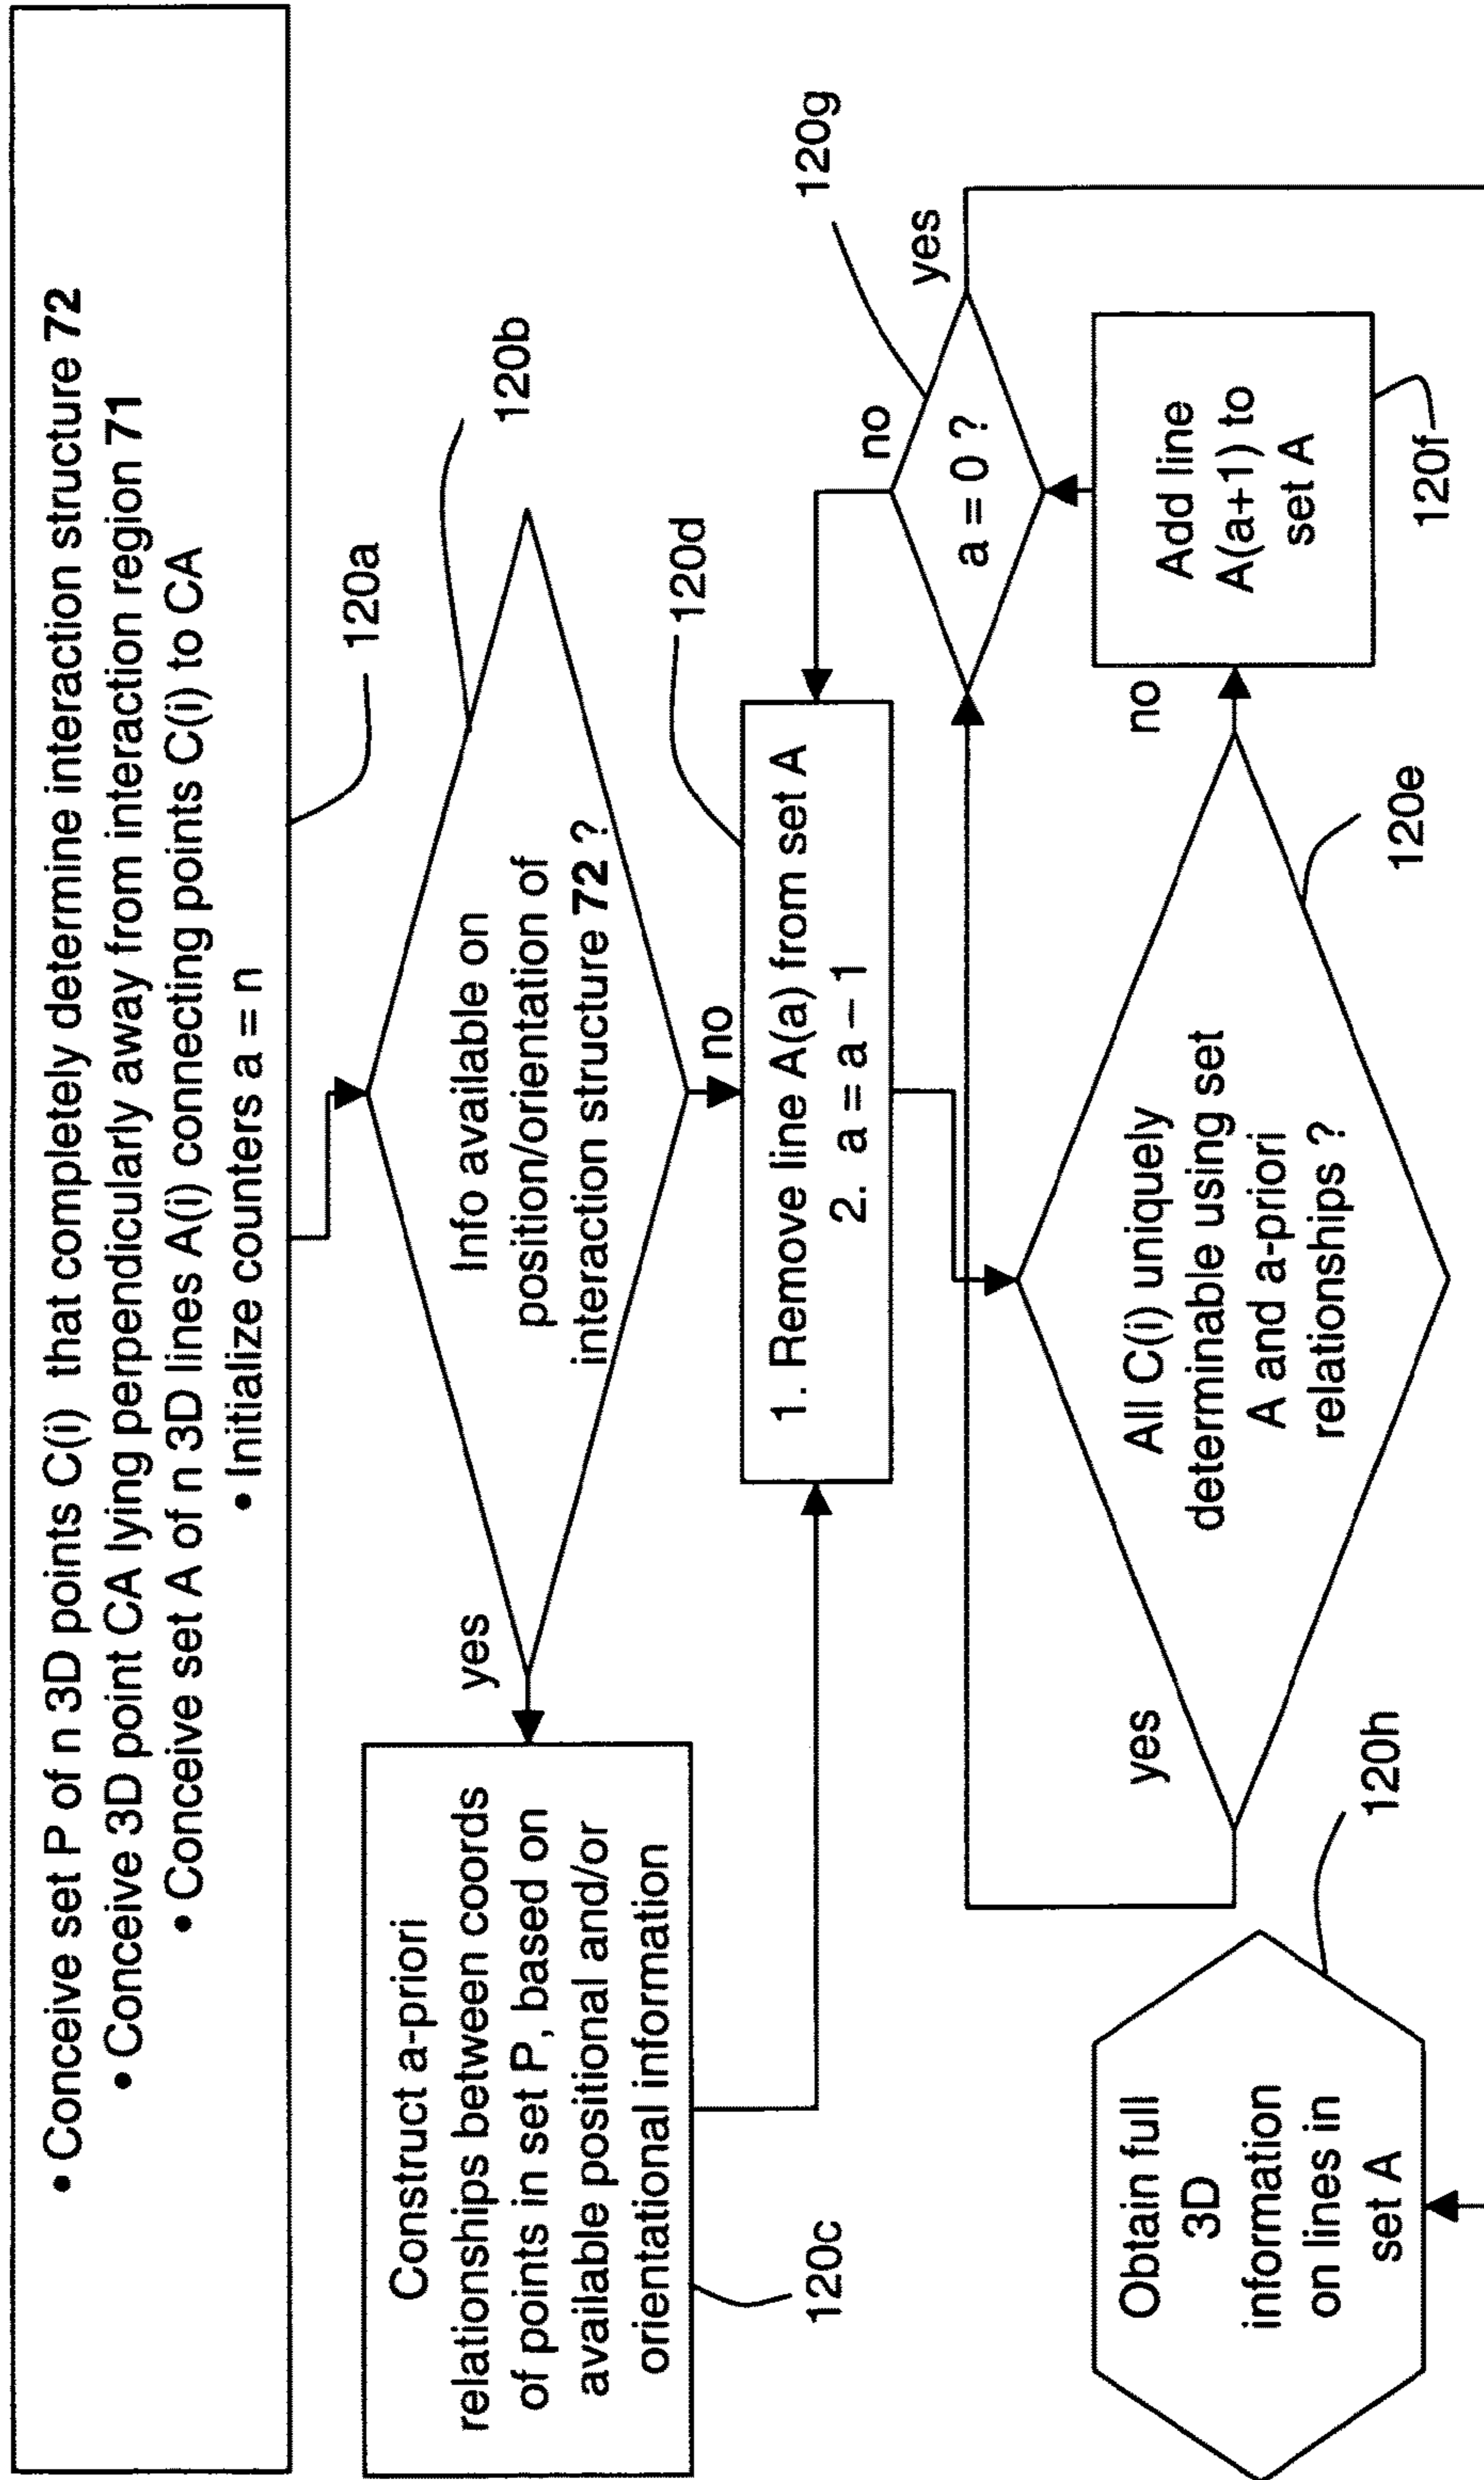 • Conceive set P of n 3D points C(i) that completely determine interaction structure 72
• Conceive 3D point CA lying perpendicularly away from interaction region 71
• Conceive set A of n 3D lines A(i) connecting points C(i) to CA
• Initialize counters a = n
120a
Info available on
position/orientation of
interaction structure 72 ?
120b
yes
no
Construct a-priori
relationships between coords
of points in set P, based on
available positional and/or
orientational information
120c
1. Remove line A(a) from set A
2. a = a – 1
120d
a = 0 ?
120g
no
yes
All C(i) uniquely
determinable using set
A and a-priori
relationships ?
120e
yes
no
Add line
A(a+1) to
set A
120f
Obtain full
3D
information
on lines in
set A
120h